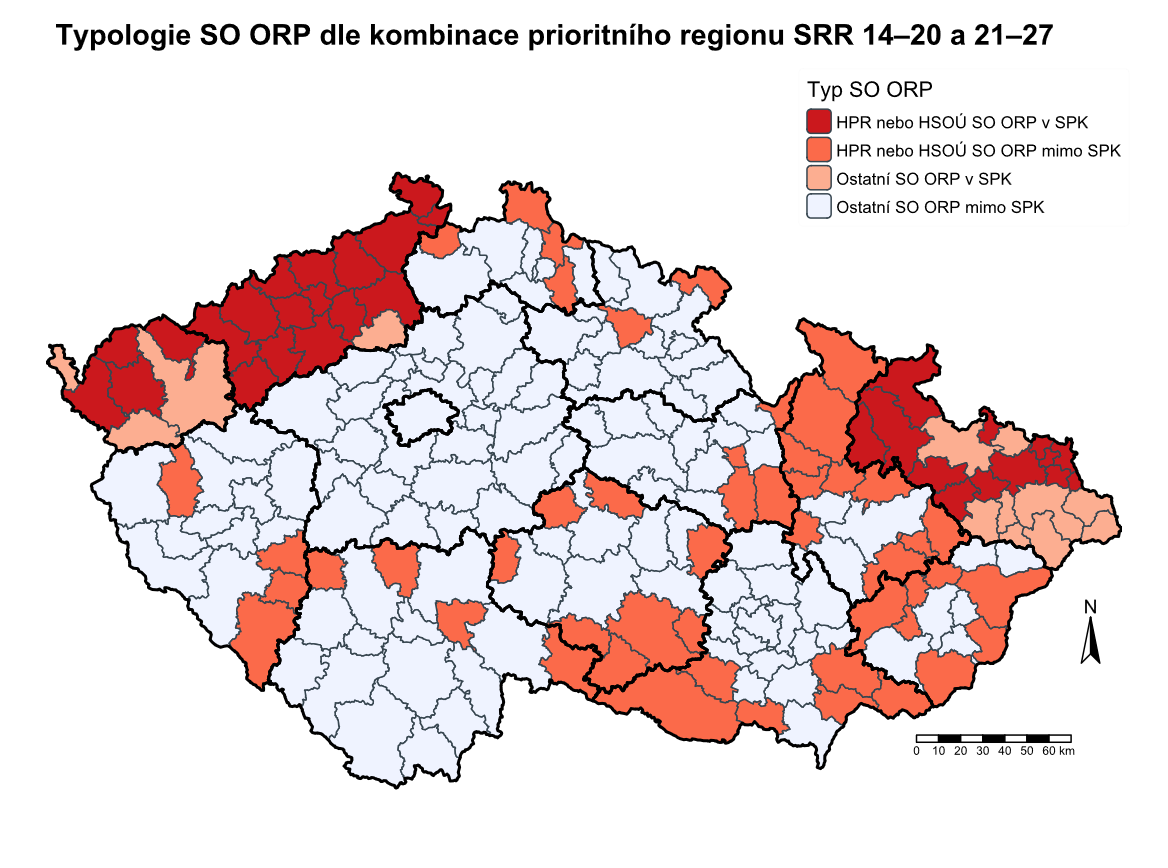 Typologie SO ORP dle kombinace prioritního regionu SRR 14–20 a 21–27
Typ SO ORP
HPR nebo HSOÚ SO ORP v SPK
HPR nebo HSOÚ SO ORP mimo SPK
Ostatní SO ORP v SPK
Ostatní SO ORP mimo SPK
N
0 10 20 30 40 50 60 km